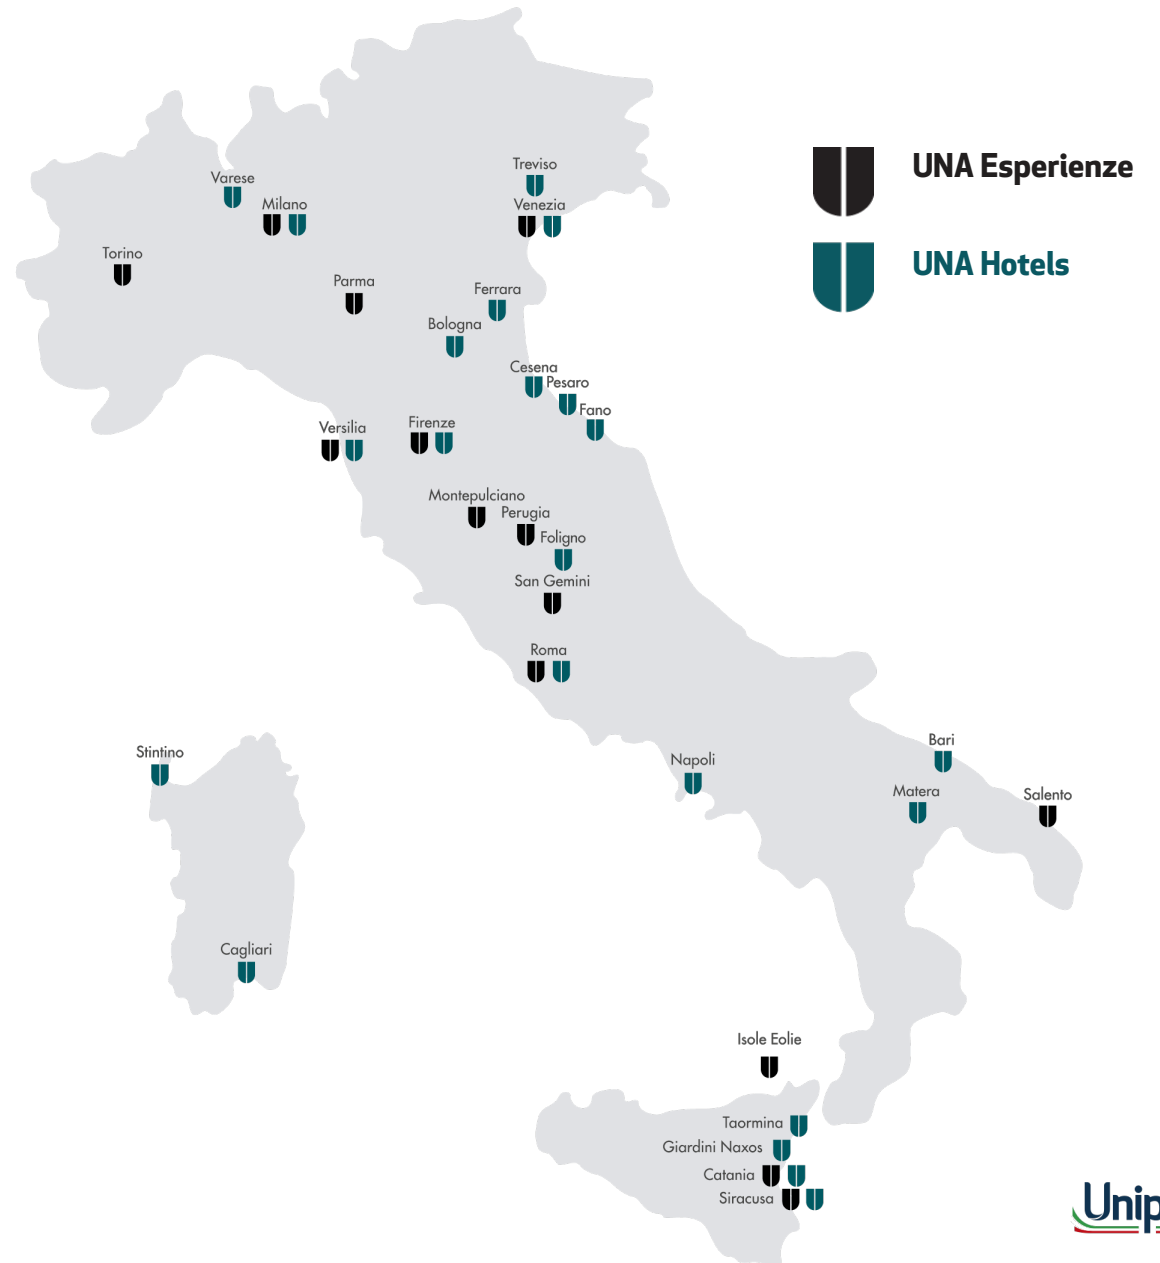 Treviso
Varese
UNA Esperienze
Milano
Venezia
Torino
UNA Hotels
Parma
Ferrara
Bologna
Cesena
Pesaro
Fano
Versilia
Firenze
Montepulciano
Perugia
Foligno
San Gemini
Roma
Bari
Stintino
Napoli
Matera
Salento
Cagliari
Isole Eolie
Taormina
Giardini Naxos
Catania
Siracusa
Unip